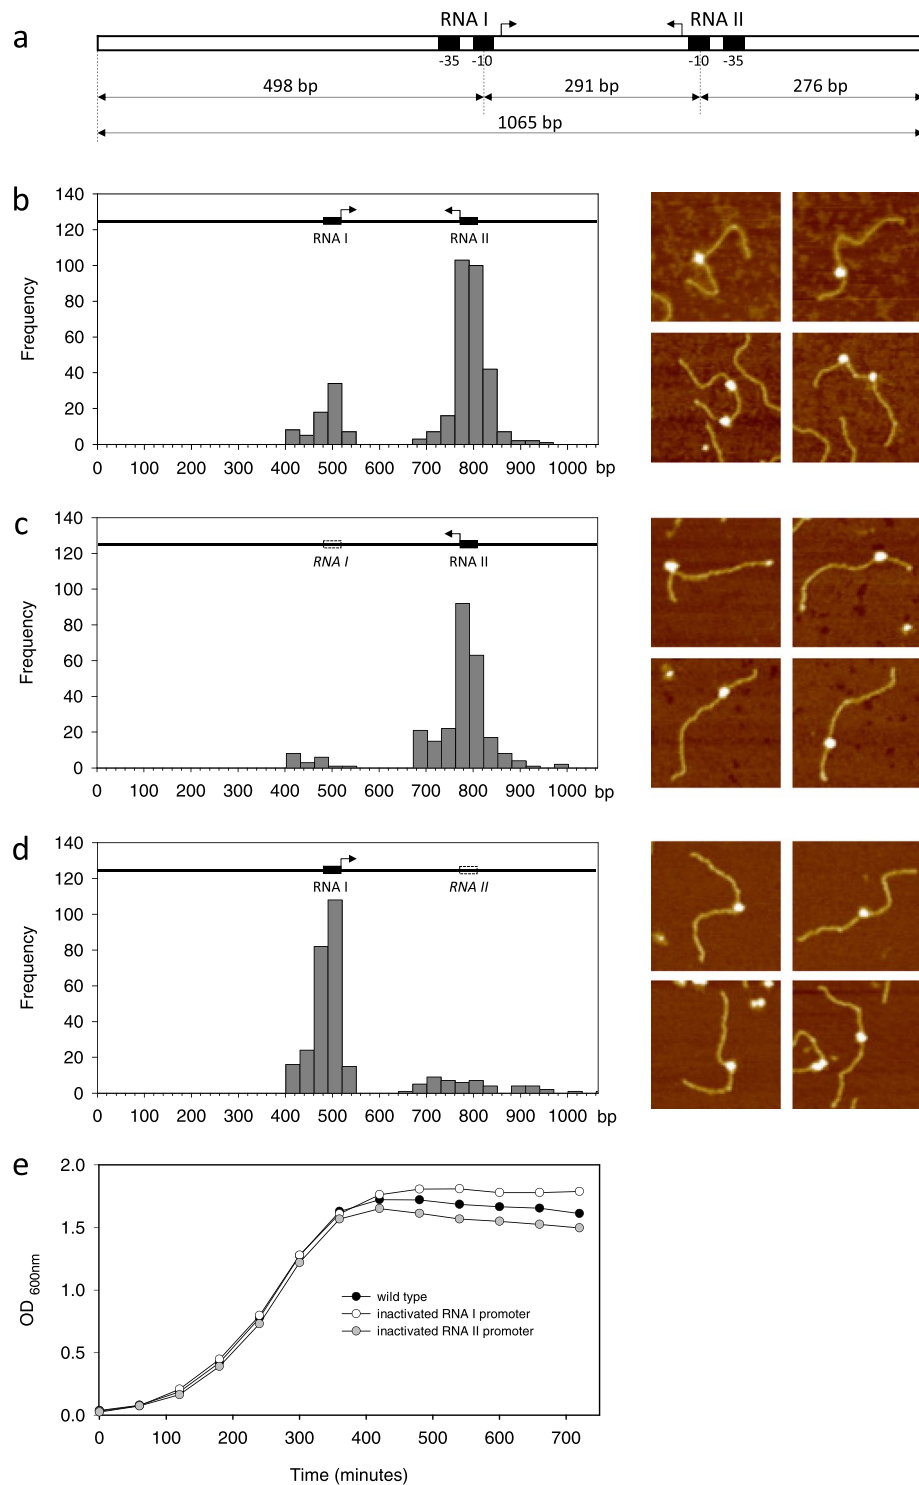 a
RNA I
RNA II
-35
-10
-10
-35
498 bp
291 bp
276 bp
1065 bp
b
140
120
100
80
60
40
20
0
Frequency
RNA I
RNA II
0 100 200 300 400 500 600 700 800 900 1000 bp
c
140
120
100
80
60
40
20
0
Frequency
RNA I
RNA II
0 100 200 300 400 500 600 700 800 900 1000 bp
d
140
120
100
80
60
40
20
0
Frequency
RNA I
RNA II
0 100 200 300 400 500 600 700 800 900 1000 bp
e
2.0
1.5
1.0
0.5
0.0
OD 600nm
wild type
inactivated RNA I promoter
inactivated RNA II promoter
0 100 200 300 400 500 600 700
Time (minutes)